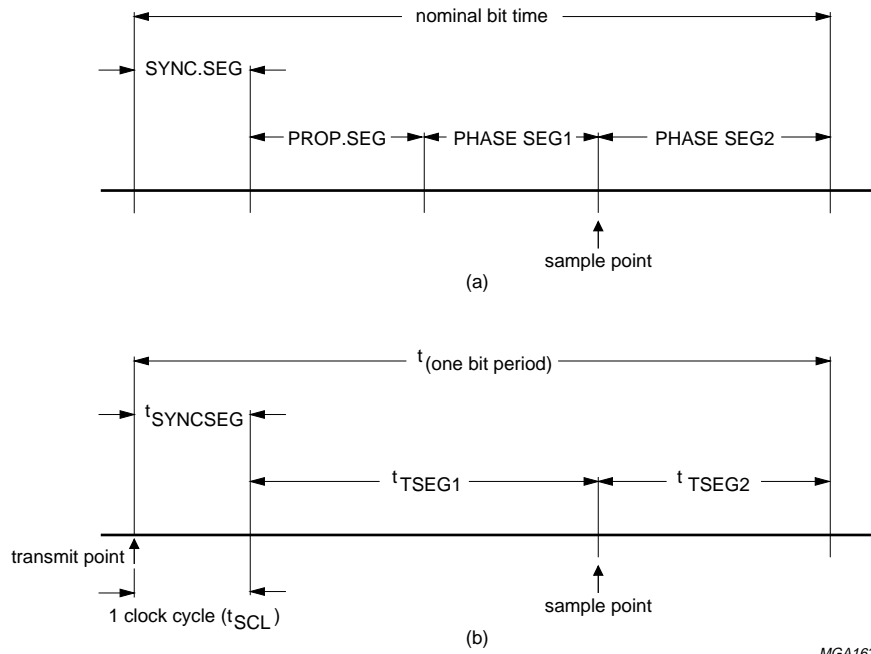 nominal bit time
SYNC.SEG
PROP.SEG PHASE SEG1 PHASE SEG2
sample point
(a)
t(one bit period)
tSYNCSEG
tTSEG1 tTSEG2
transmit point
1 clock cycle (tSCL)
sample point
(b)